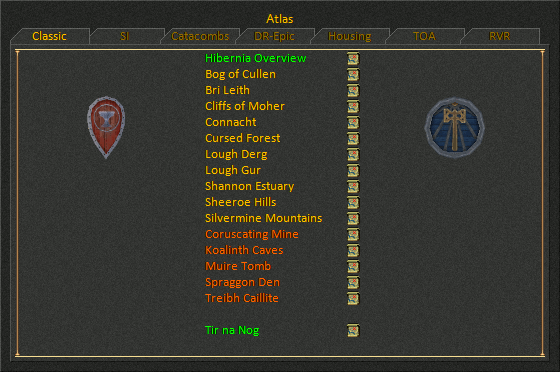 Atlas
Classic SI Catacombs DR-Epic Housing TOA RVR
Hibernia Overview
Bog of Cullen
Bri Leith
Cliffs of Moher
Connacht
Cursed Forest
Lough Derg
Lough Gur
Shannon Estuary
Sheeroe Hills
Silvermine Mountains
Coruscating Mine
Koalinth Caves
Muire Tomb
Spraggon Den
Treibh Caillite
Tir na Nog